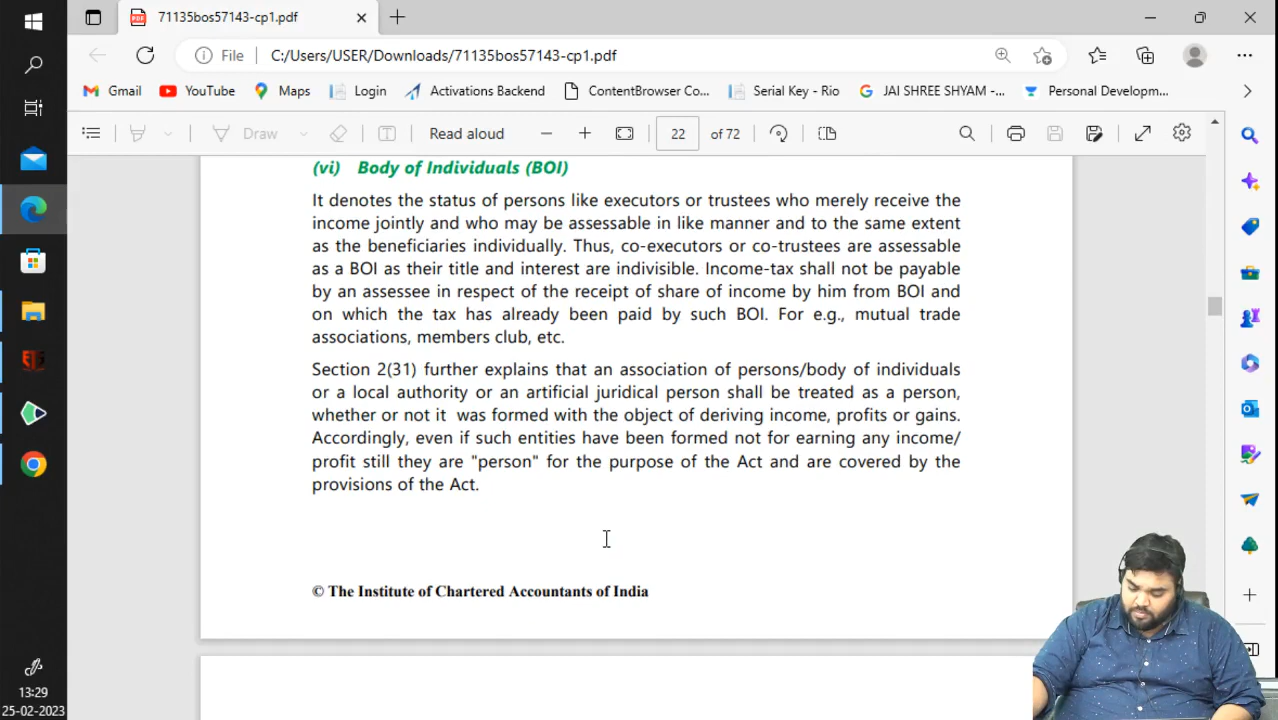 71135bos57143-cp1.pdf
File C:/Users/USER/Downloads/71135bos57143-cp1.pdf
Gmail YouTube Maps Login Activations Backend ContentBrowser Co... Serial Key - Rio JAI SHREE SHYAM -... Personal Developm...
Draw Read aloud 22 of 72
(vi) Body of Individuals (BOI)
It denotes the status of persons like executors or trustees who merely receive the
income jointly and who may be assessable in like manner and to the same extent
as the beneficiaries individually. Thus, co-executors or co-trustees are assessable
as a BOI as their title and interest are indivisible. Income-tax shall not be payable
by an assessee in respect of the receipt of share of income by him from BOI and
on which the tax has already been paid by such BOI. For e.g., mutual trade
associations, members club, etc.
Section 2(31) further explains that an association of persons/body of individuals
or a local authority or an artificial juridical person shall be treated as a person,
whether or not it was formed with the object of deriving income, profits or gains.
Accordingly, even if such entities have been formed not for earning any income/
profit still they are "person" for the purpose of the Act and are covered by the
provisions of the Act.
© The Institute of Chartered Accountants of India
13:29
25-02-2023